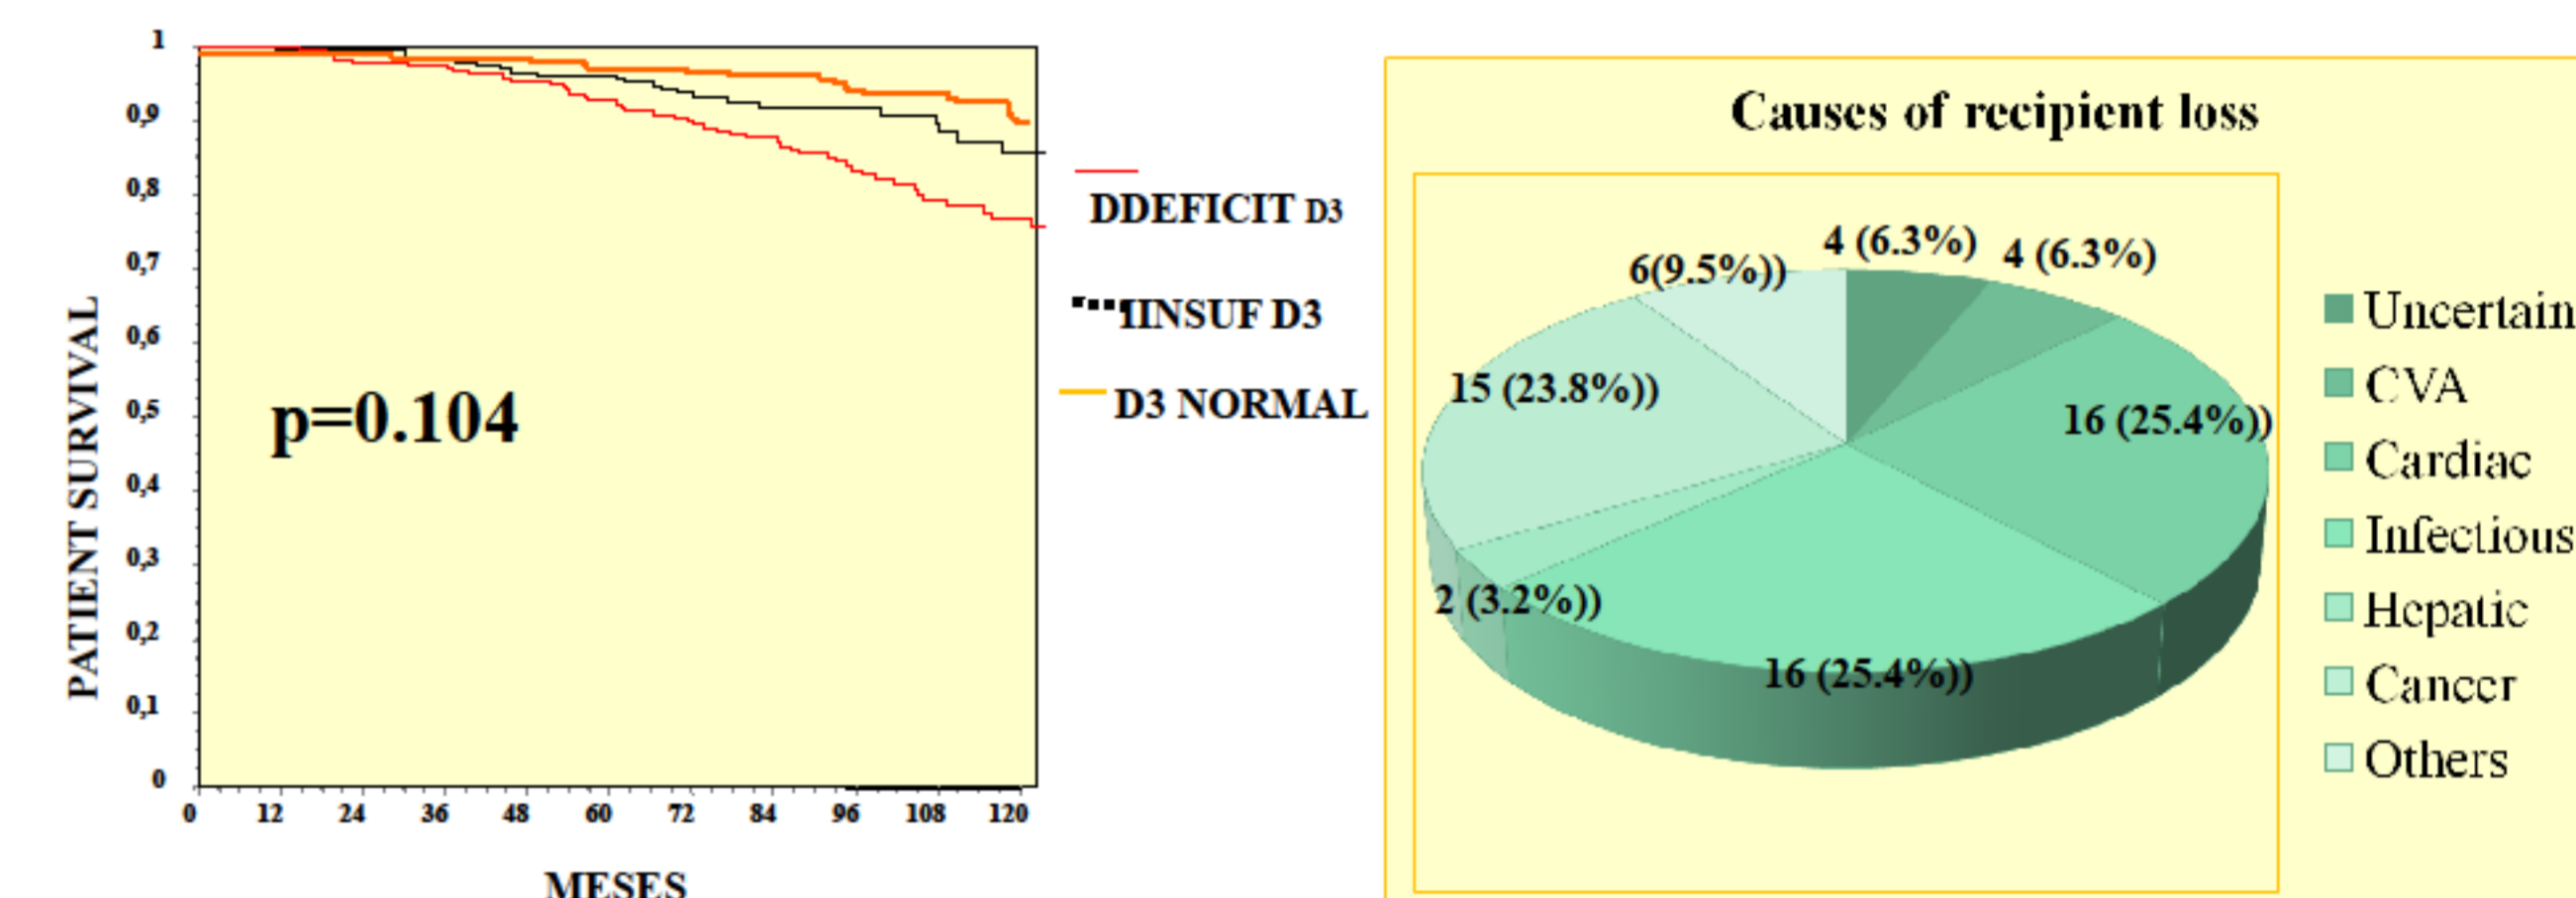 1
0,9
0,8
0,7
0,6
0,5
0,4
0,3
0,2
0,1
0
PATIENT SURVIVAL
p=0.104
0 12 24 36 48 60 72 84 96 108 120
MESES
DDEFICIT D3
IINSUF D3
D3 NORMAL
Causes of recipient loss
4 (6.3%)
4 (6.3%)
6(9.5%))
15 (23.8%))
16 (25.4%))
2 (3.2%))
16 (25.4%))
Uncertain
CVA
Cardiac
Infectious
Hepatic
Cancer
Others